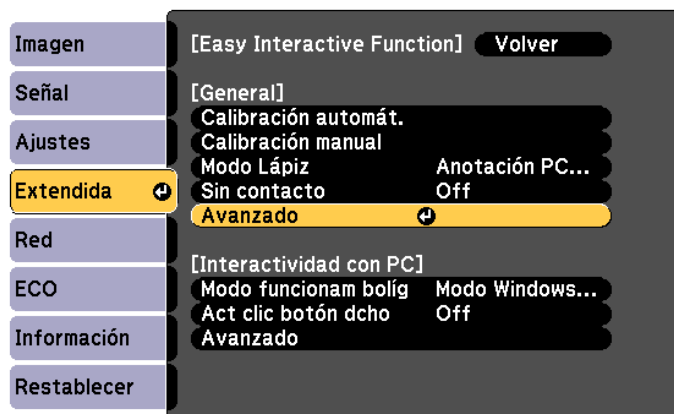 Imagen
Señal
Ajustes
Extendida
Red
ECO
Información
Restablecer
[Easy Interactive Function] Volver
[General]
Calibración automát.
Calibración manual
Modo Lápiz Anotación PC...
Sin contacto Off
Avanzado
[Interactividad con PC]
Modo funcionam bolíg Modo Windows...
Act clic botón dcho Off
Avanzado